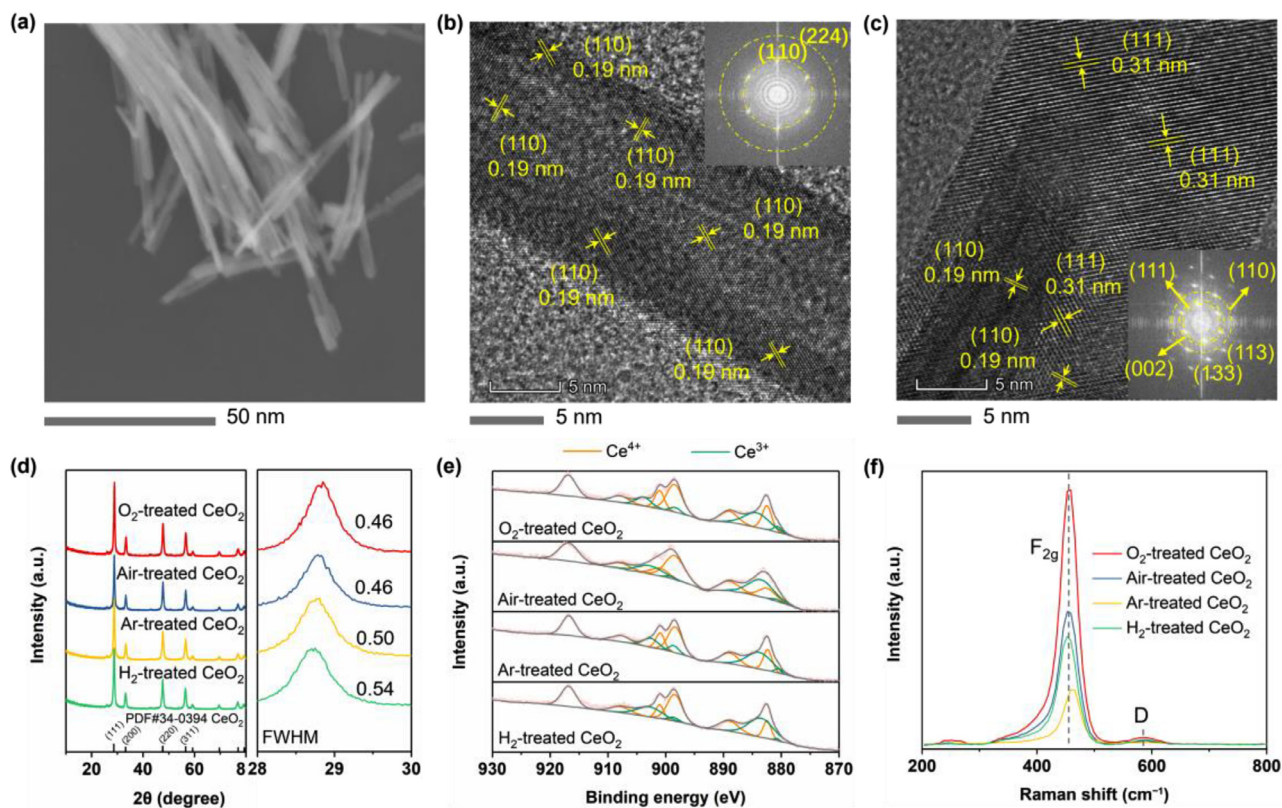 (a)
50 nm
(b)
(110)
0.19 nm
(110)
0.19 nm
(110)
0.19 nm
(110)
0.19 nm
(110)
0.19 nm
(110)
0.19 nm
(110)
(224)
5 nm
5 nm
(c)
(111)
0.31 nm
(111)
0.31 nm
(110)
0.19 nm
(111)
0.31 nm
(110)
0.19 nm
(111)
(110)
(002)
(113)
(133)
5 nm
5 nm
(d)
Intensity (a.u.)
O₂-treated CeO₂
Air-treated CeO₂
Ar-treated CeO₂
H₂-treated CeO₂
PDF#34-0394 CeO₂
(111)
(200)
(220)
(311)
20 40 60 8
0.46
0.46
0.50
0.54
FWHM
28 29 30
2θ (degree)
(e)
Ce⁴⁺ Ce³⁺
Intensity (a.u.)
O₂-treated CeO₂
Air-treated CeO₂
Ar-treated CeO₂
H₂-treated CeO₂
930 920 910 900 890 880 870
Binding energy (eV)
(f)
Intensity (a.u.)
F₂g
D
O₂-treated CeO₂
Air-treated CeO₂
Ar-treated CeO₂
H₂-treated CeO₂
200 400 600 800
Raman shift (cm⁻¹)